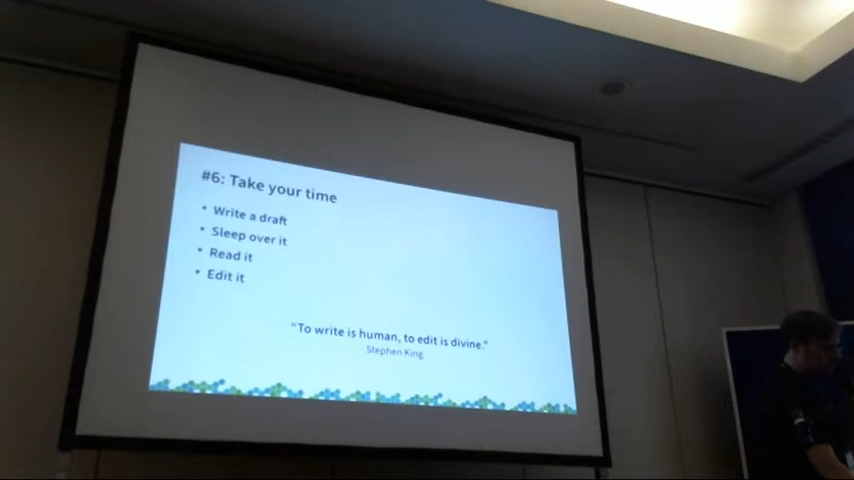 #6: Take your time
• Write a draft
• Sleep over it
• Read it
• Edit it
"To write is human, to edit is divine."
Stephen King